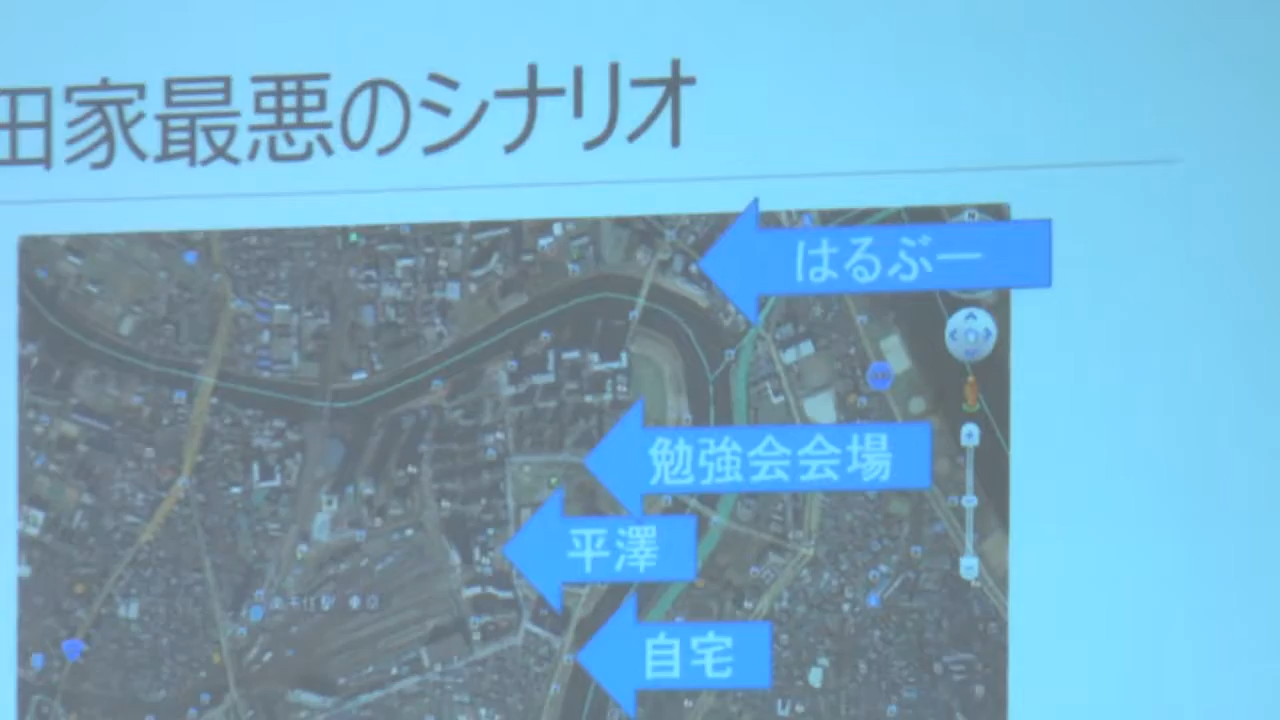 田家最悪のシナリオ
はるぶー
勉強会会場
平澤
自宅